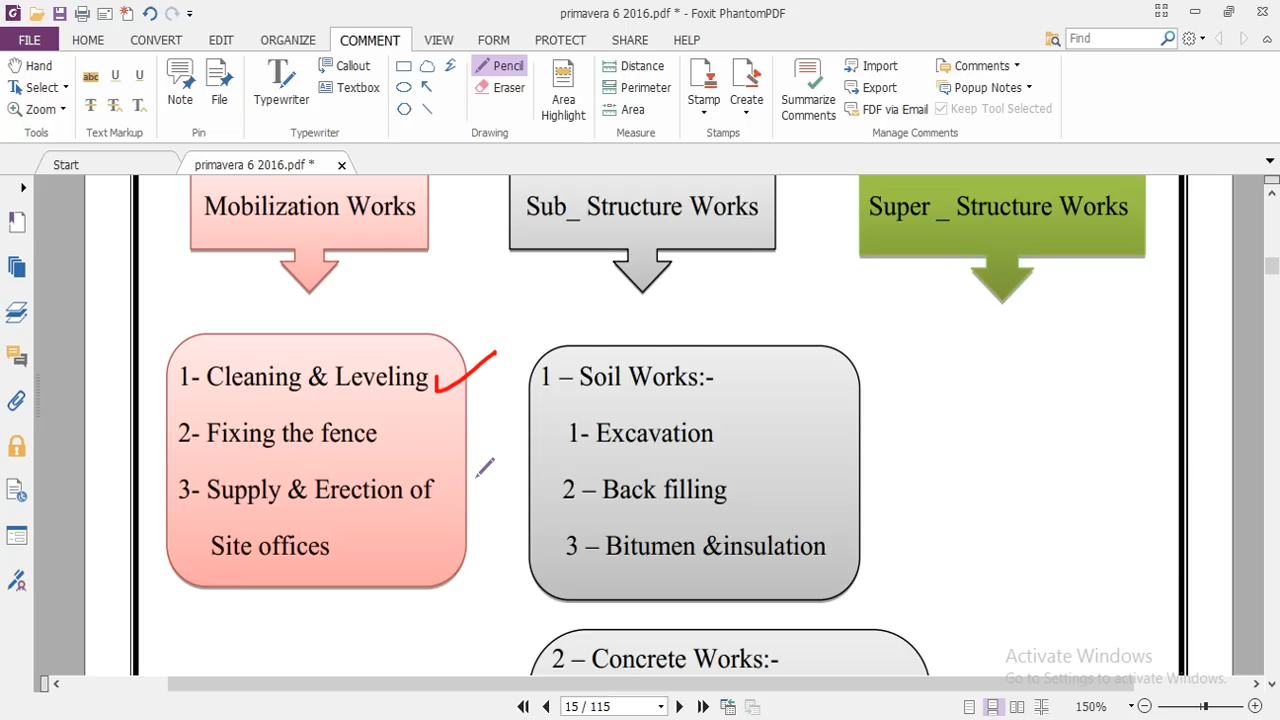 primavera 6 2016.pdf * - Foxit PhantomPDF
FILE HOME CONVERT EDIT ORGANIZE COMMENT VIEW FORM PROTECT SHARE HELP
Find
Hand
Select
Zoom
Tools
abc U U
T T T
Text Markup
Note
File
Pin
Typewriter
Callout
Textbox
Typewriter
Pencil
Eraser
Drawing
Area
Highlight
Distance
Perimeter
Area
Measure
Stamp
Create
Stamps
Summarize
Comments
Import
Export
FDF via Email
Comments
Popup Notes
Keep Tool Selected
Manage Comments
Start
primavera 6 2016.pdf *
Mobilization Works
Sub_ Structure Works
Super _ Structure Works
1- Cleaning & Leveling
2- Fixing the fence
3- Supply & Erection of
Site offices
1 – Soil Works:-
1- Excavation
2 – Back filling
3 – Bitumen &insulation
2 – Concrete Works:-
Activate Windows
Go to Settings to activate Windows.
15 / 115
150%